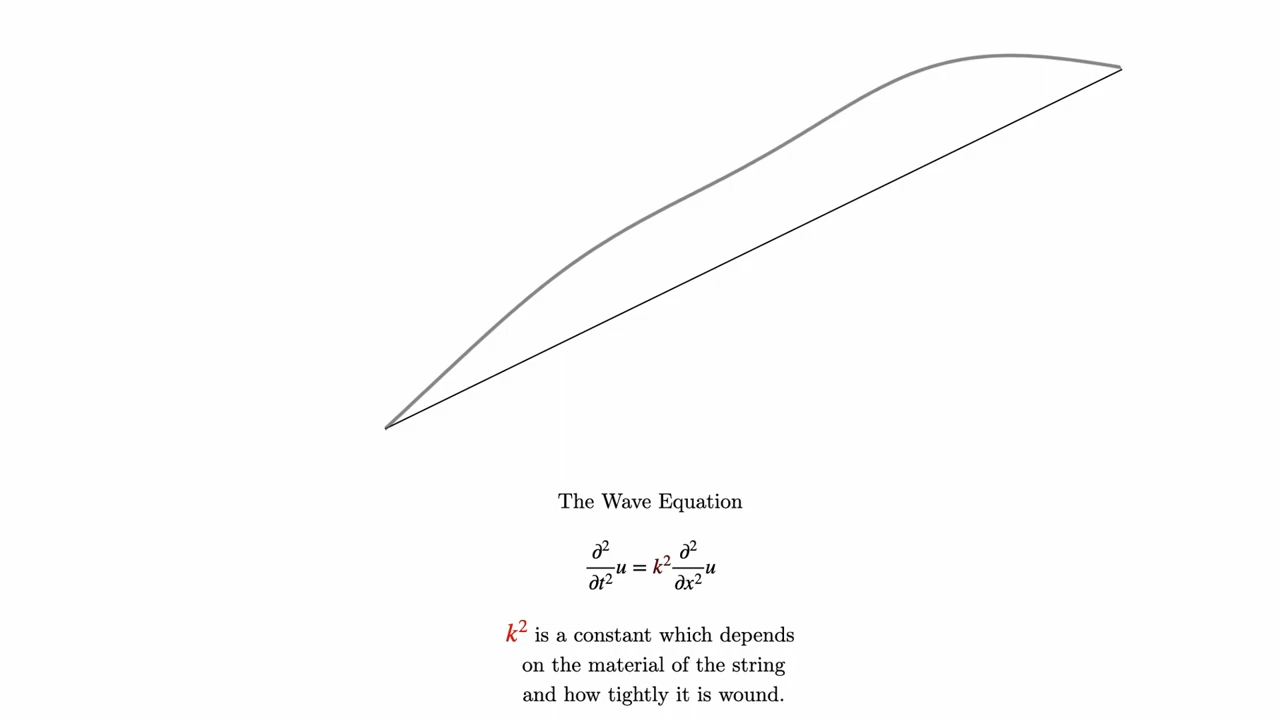 The Wave Equation
∂²/∂t² u = k² ∂²/∂x² u
k² is a constant which depends
on the material of the string
and how tightly it is wound.